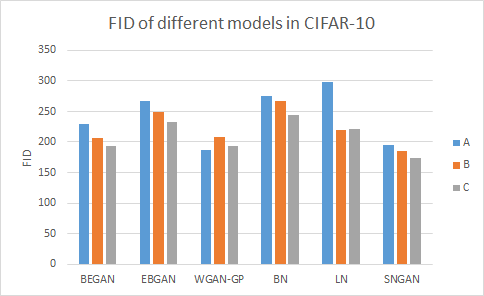 FID of different models in CIFAR-10
350
300
250
200
150
100
50
0
FID
BEGAN EBGAN WGAN-GP BN LN SNGAN
A
B
C